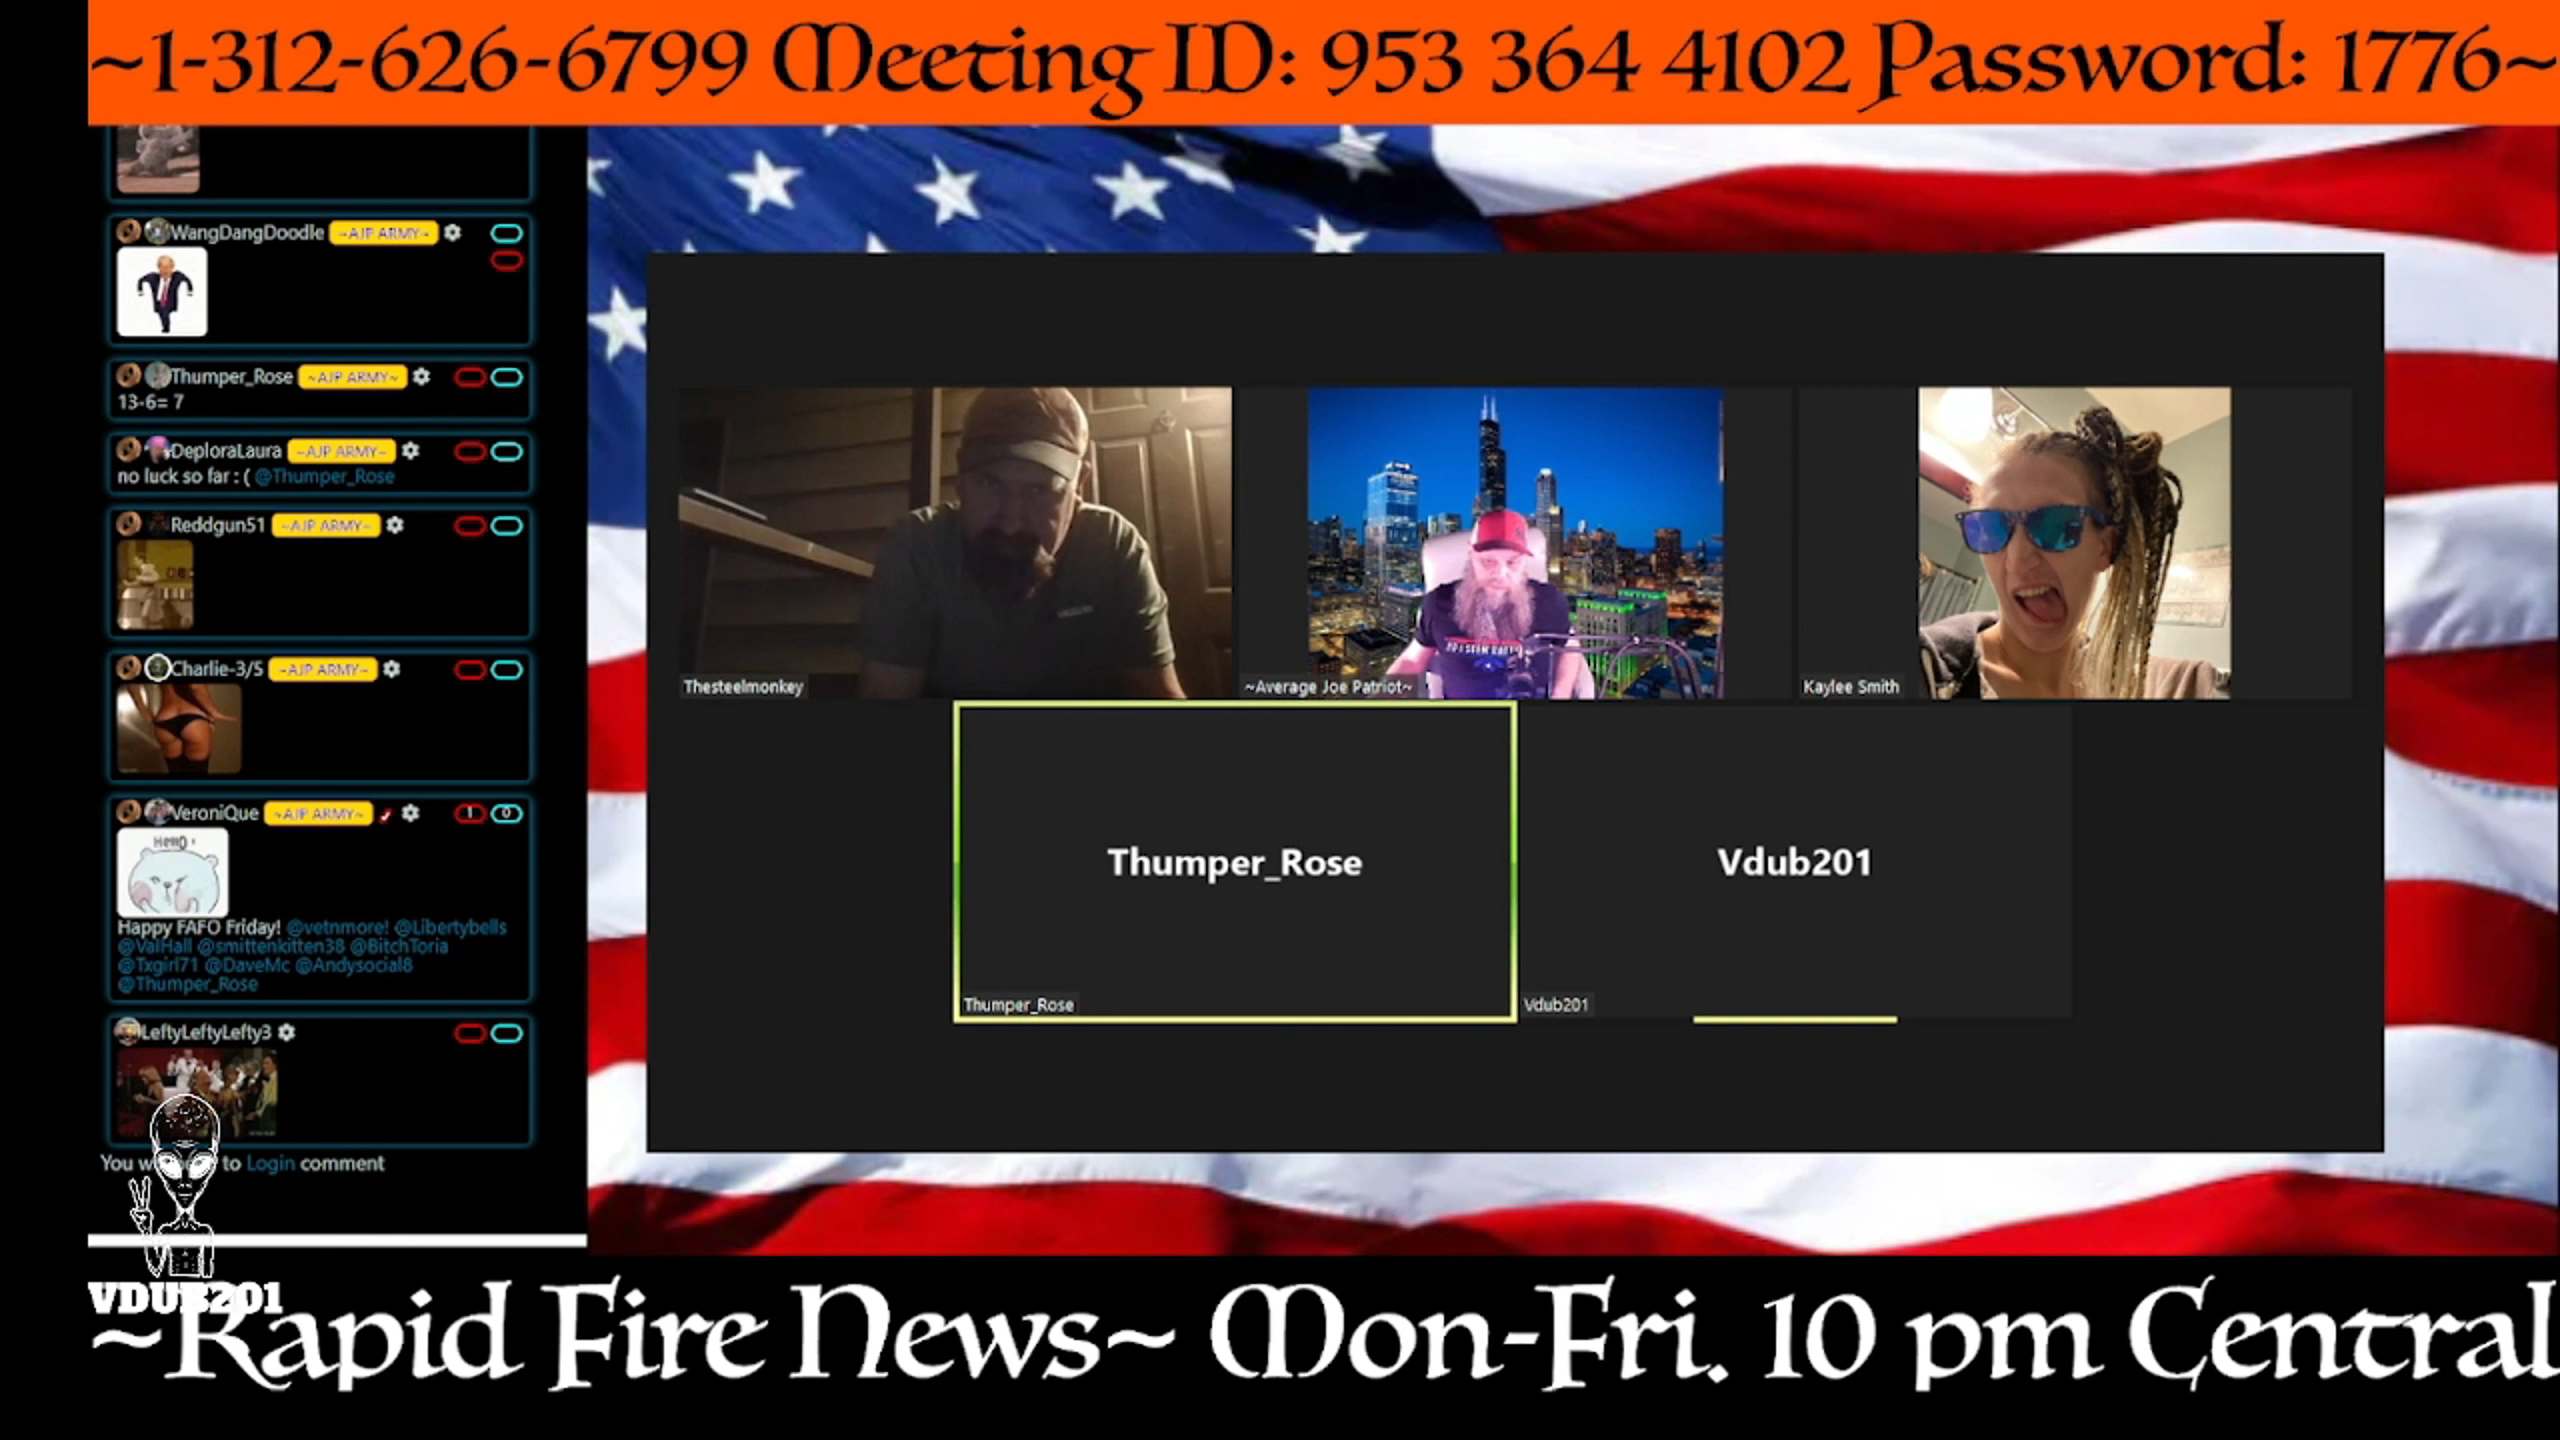 ~1-312-626-6799 Meeting ID: 953 364 4102 Password: 1776~
WangDangDoodle ~AJP ARMY~
Thumper_Rose ~AJP ARMY~
13-6= 7
DeploraLaura ~AJP ARMY~
no luck so far : ( @Thumper_Rose
Reddgun51 ~AJP ARMY~
Charlie-3/5 ~AJP ARMY~
VeroniQue ~AJP ARMY~ 1 0
Happy FAFO Friday! @vetnmore! @Libertybells
@ValHall @smittenkitten38 @BitchToria
@Txgirl71 @DaveMc @Andysocial8
@Thumper_Rose
LeftyLeftyLefty3
You to Login comment
Thesteelmonkey
~Average Joe Patriot~
Kaylee Smith
Thumper_Rose
Thumper_Rose
Vdub201
Vdub201
VDUB201
~Rapid Fire News~ Mon-Fri. 10 pm Central